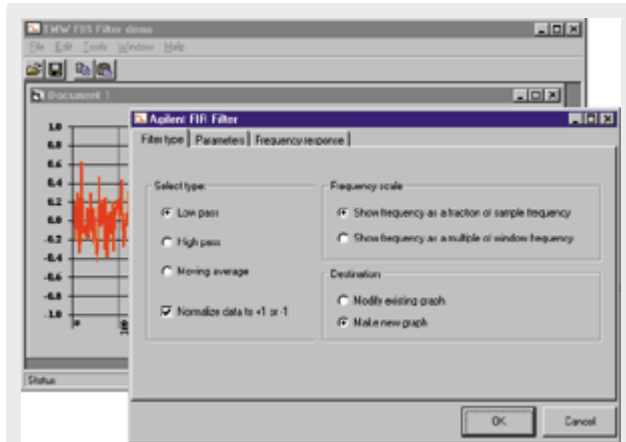 TMW FIR Filter demo
File Edit Tools Window Help
Document 1
1.0
0.8
0.6
0.4
0.2
0.0
-0.2
-0.4
-0.6
-0.8
-1.0
0
100
Status
Agilent FIR Filter
Filter type Parameters Frequency response
Select type:
Low pass
High pass
Moving average
Normalize data to +1 or -1
Frequency scale
Show frequency as a fraction of sample frequency
Show frequency as a multiple of window frequency
Destination
Modify existing graph
Make new graph
OK Cancel